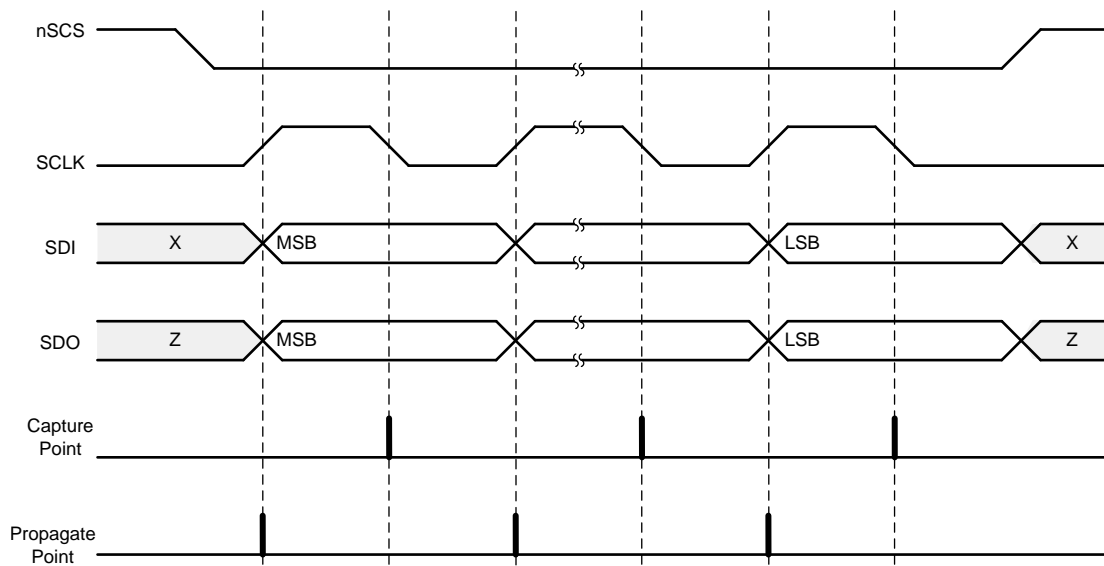 nSCS
SCLK
SDI
X
MSB
LSB
X
SDO
Z
MSB
LSB
Z
Capture
Point
Propagate
Point